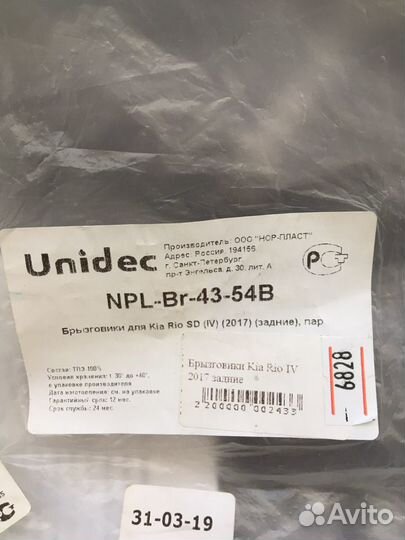 Unidec
Производитель: ООО "НОР-ПЛАСТ"
Адрес: Россия, 194156,
г. Санкт-Петербург,
пр-т Энгельса, д. 30, лит. А
NPL-Br-43-54B
Брызговики для Kia Rio SD (IV) (2017) (задние), пар
Состав: ТПЭ 100%
Условия хранения: t -30° до +40°,
в упаковке производителя
Дата изготовления: см. на упаковке
Гарантийный срок: 12 мес.
Срок службы: 24 мес.
Брызговики Kia Rio IV
2017 задние
2 200000 002433
6828
31-03-19
Avito